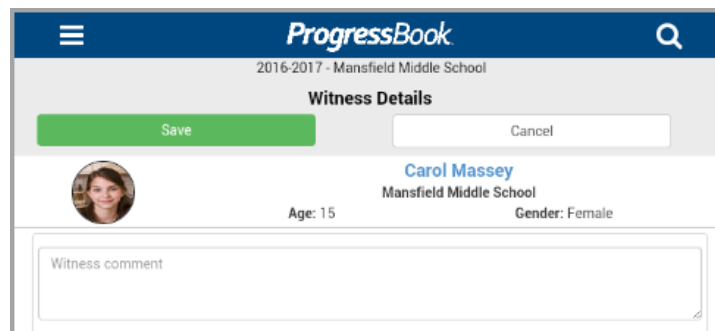 ProgressBook
2016-2017 - Mansfield Middle School
Witness Details
Save Cancel
Carol Massey
Mansfield Middle School
Age: 15 Gender: Female
Witness comment